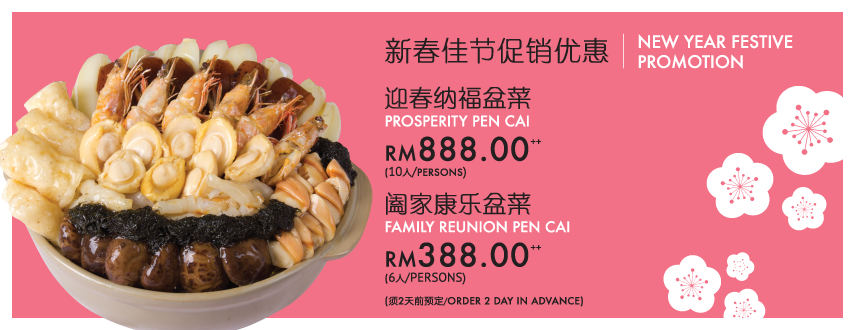 新春佳节促销优惠
NEW YEAR FESTIVE
PROMOTION
迎春纳福盆菜
PROSPERITY PEN CAI
RM888.00++
(10人/PERSONS)
阖家康乐盆菜
FAMILY REUNION PEN CAI
RM388.00++
(6人/PERSONS)
(须2天前预定/ORDER 2 DAY IN ADVANCE)